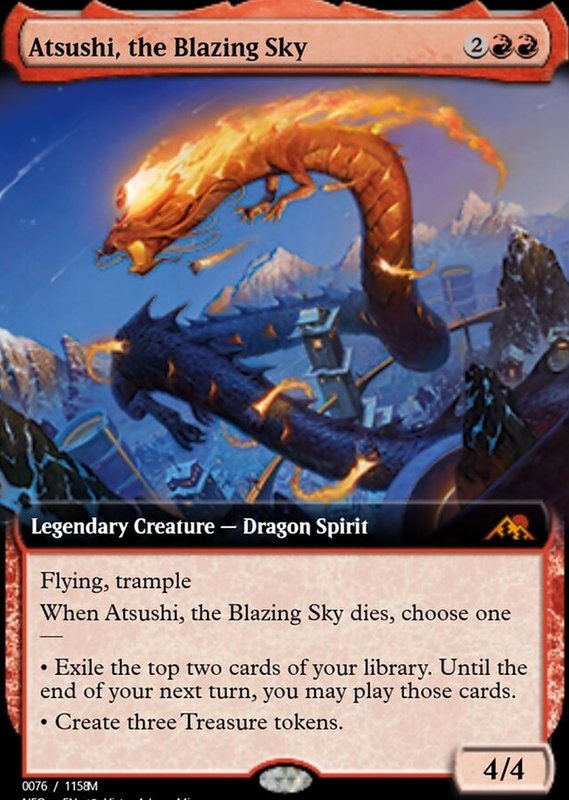 Atsushi, the Blazing Sky 2
Legendary Creature — Dragon Spirit
Flying, trample
When Atsushi, the Blazing Sky dies, choose one
—
• Exile the top two cards of your library. Until the
end of your next turn, you may play those cards.
• Create three Treasure tokens.
4/4
0076 / 1158M